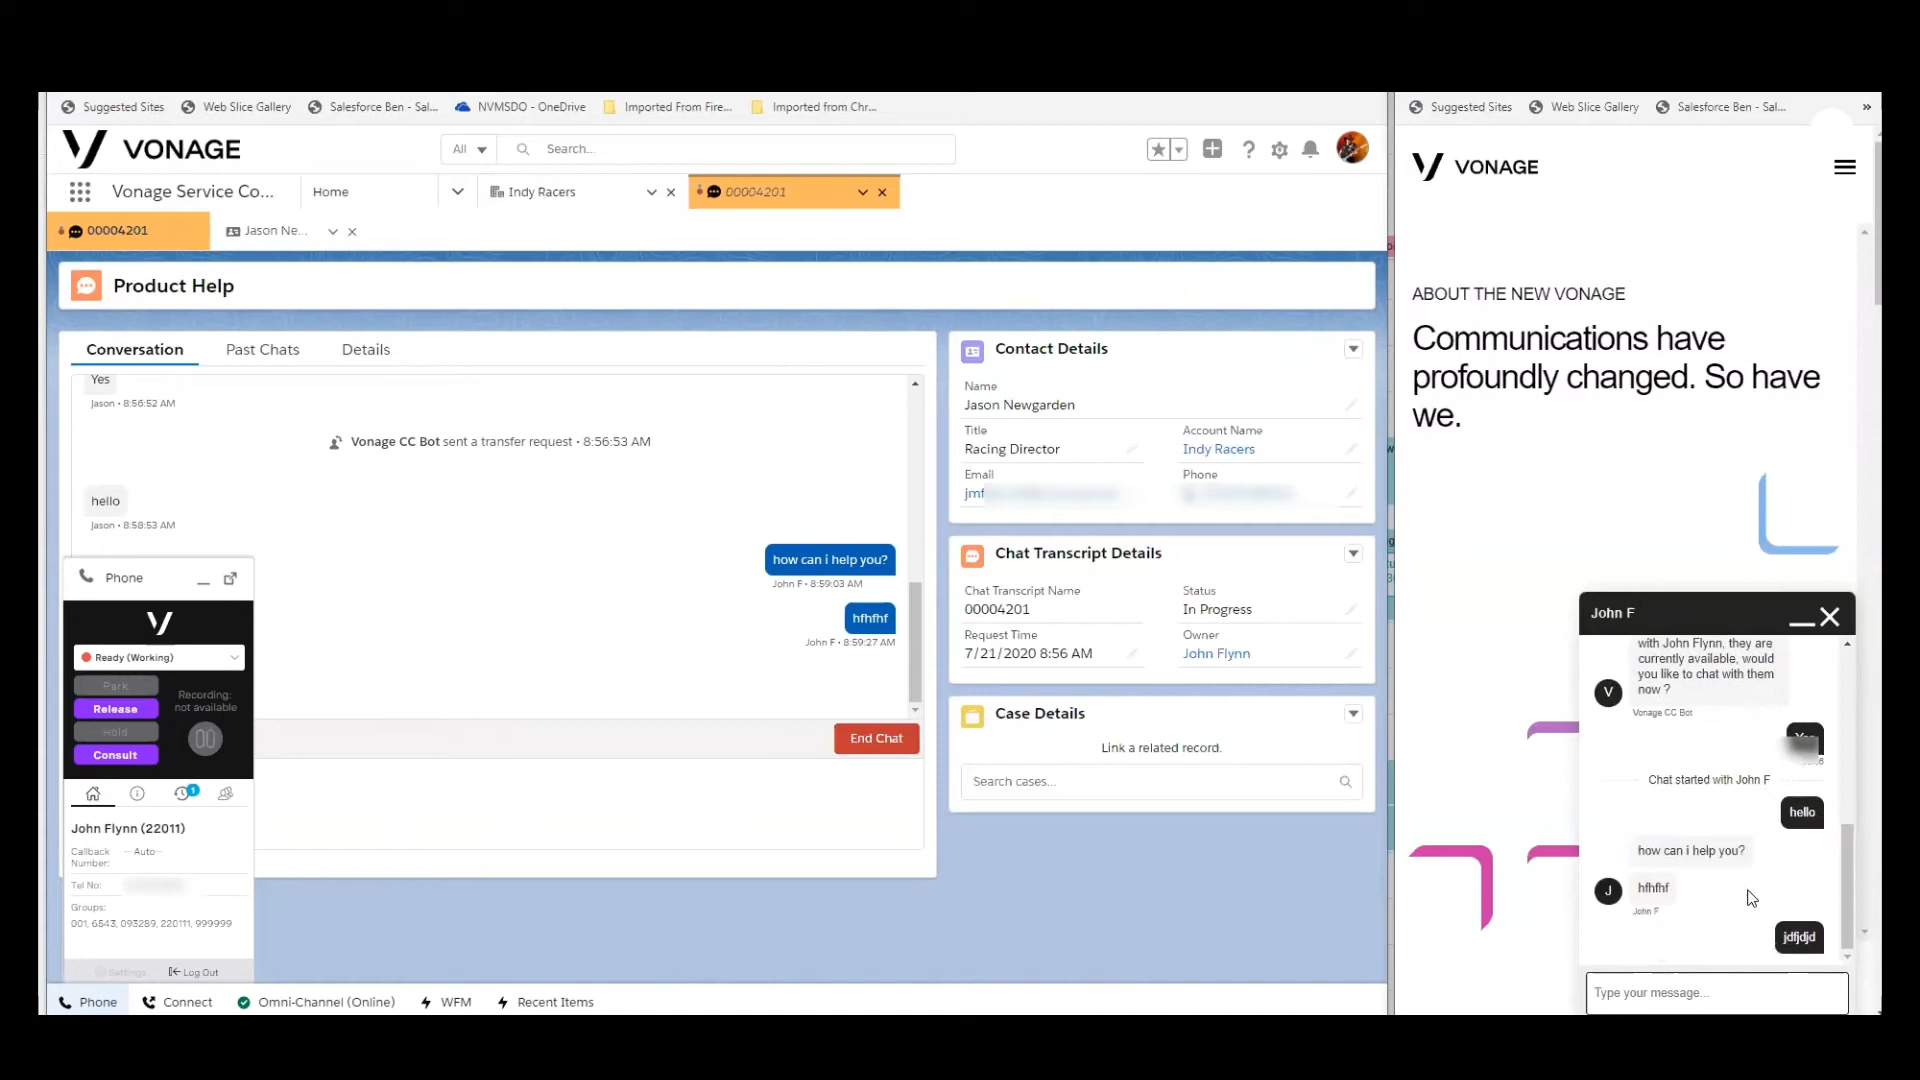 Suggested Sites
Web Slice Gallery
Salesforce Ben - Sal...
NVMSDO - OneDrive
Imported From Fire...
Imported from Chr...
VONAGE
All
Search...
Vonage Service Co...
Home
Indy Racers
00004201
00004201
Jason Ne...
Product Help
Conversation
Past Chats
Details
Yes
Jason • 8:56:52 AM
Vonage CC Bot sent a transfer request • 8:56:53 AM
hello
Jason • 8:58:53 AM
how can i help you?
John F • 8:59:03 AM
hfhfhf
John F • 8:59:27 AM
End Chat
Phone
Ready (Working)
Park
Release
Hold
Consult
Recording:
not available
1
John Flynn (22011)
Callback
Number:
-- Auto--
Tel No:
Groups:
001, 6543, 093289, 220111, 999999
Settings
Log Out
Contact Details
Name
Jason Newgarden
Title
Racing Director
Account Name
Indy Racers
Email
jmf
Phone
Chat Transcript Details
Chat Transcript Name
00004201
Status
In Progress
Request Time
7/21/2020 8:56 AM
Owner
John Flynn
Case Details
Link a related record.
Search cases...
Phone
Connect
Omni-Channel (Online)
WFM
Recent Items
Suggested Sites
Web Slice Gallery
Salesforce Ben - Sal...
»
VONAGE
ABOUT THE NEW VONAGE
Communications have
profoundly changed. So have
we.
John F
with John Flynn, they are
currently available, would
you like to chat with them
now ?
V
Vonage CC Bot
Chat started with John F
hello
how can i help you?
J
hfhfhf
John F
jdfjdjd
Type your message...